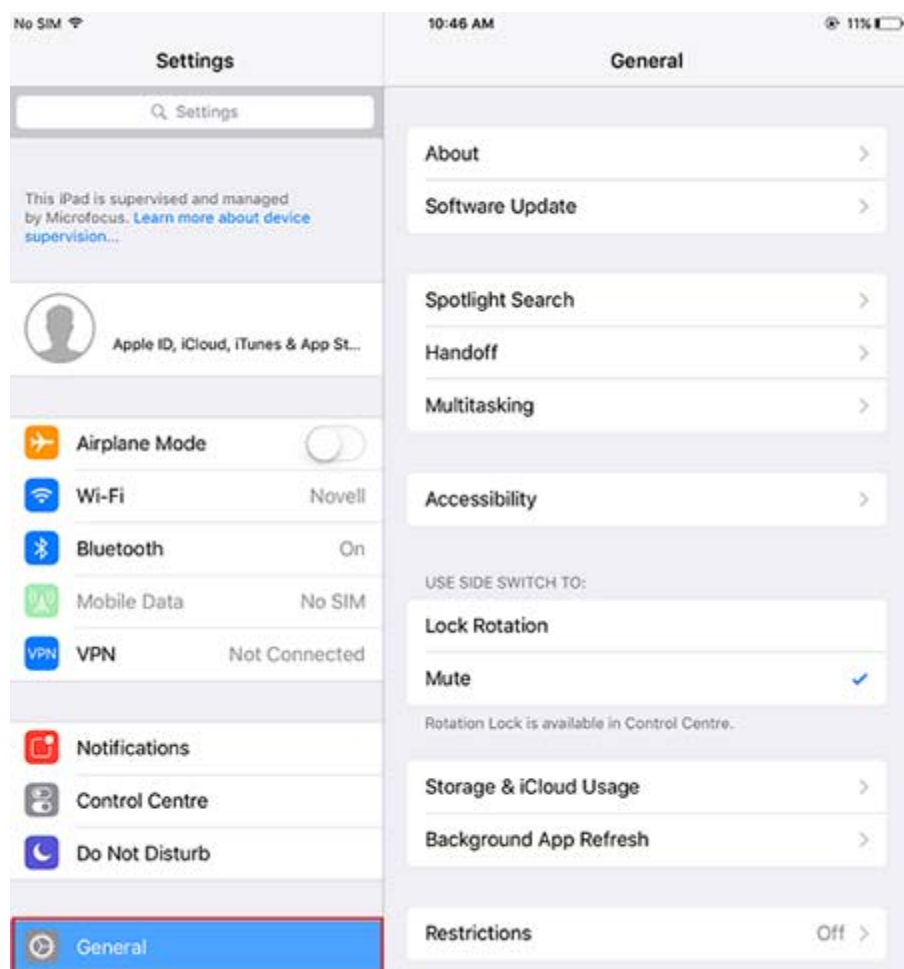 No SIM
10:46 AM
11%
Settings
Settings
This iPad is supervised and managed
by Microfocus. Learn more about device
supervision...
Apple ID, iCloud, iTunes & App St...
Airplane Mode
Wi-Fi Novell
Bluetooth On
Mobile Data No SIM
VPN VPN Not Connected
Notifications
Control Centre
Do Not Disturb
General
General
About
Software Update
Spotlight Search
Handoff
Multitasking
Accessibility
USE SIDE SWITCH TO:
Lock Rotation
Mute
Rotation Lock is available in Control Centre.
Storage & iCloud Usage
Background App Refresh
Restrictions Off